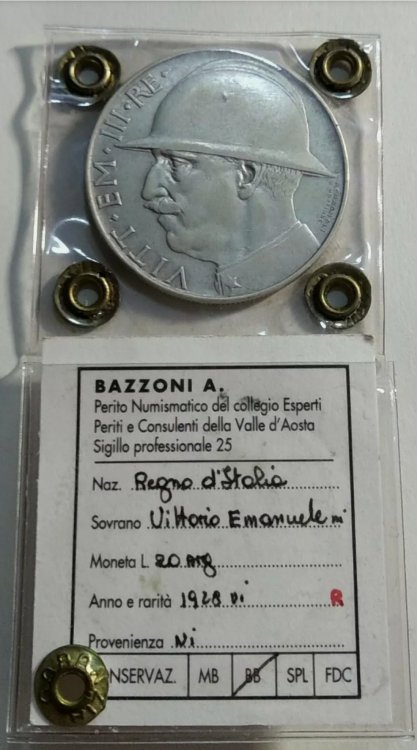 VITT·EM·III·RE·
BAZZONI A.
Perito Numismatico del collegio Esperti
Periti e Consulenti della Valle d'Aosta
Sigillo professionale 25
Naz. Regno d'Italia
Sovrano Vittorio Emanuele III
Moneta L. 20 arg
Anno e rarità 1928 VI R
Provenienza
NSERVAZ. MB BB SPL FDC